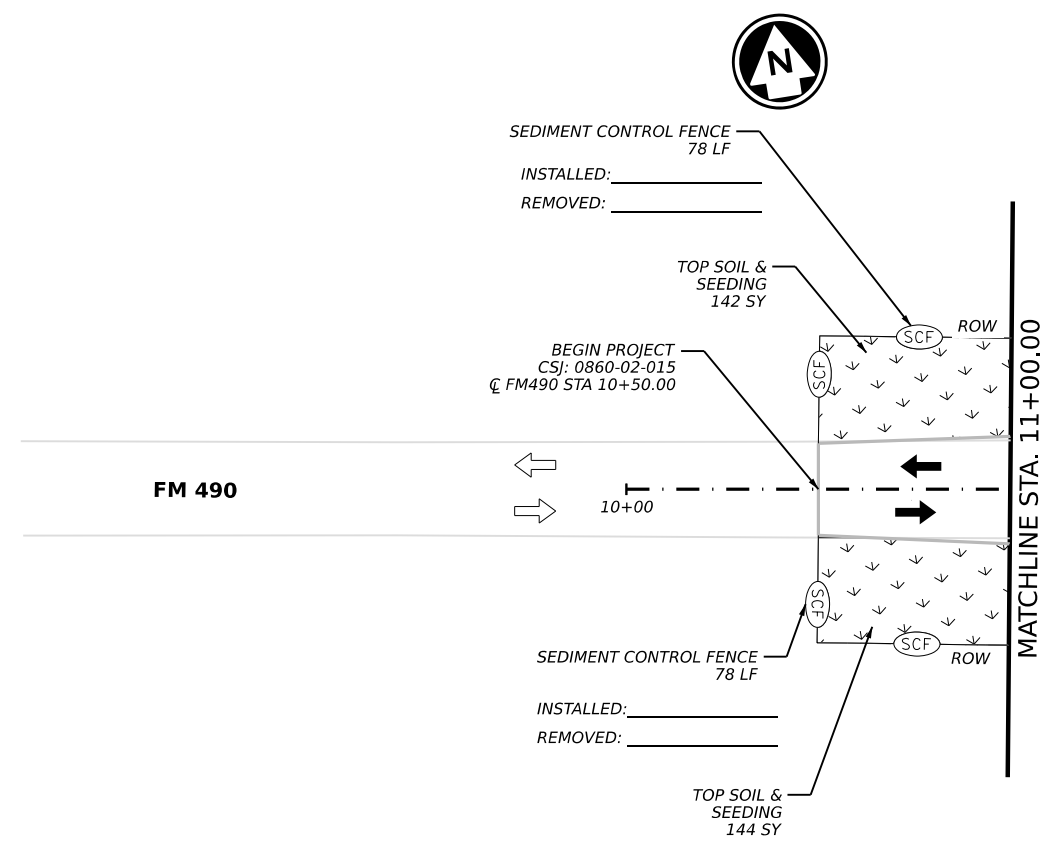 N
SEDIMENT CONTROL FENCE
78 LF
INSTALLED:
REMOVED:
TOP SOIL &
SEEDING
142 SY
SCF
ROW
SCF
BEGIN PROJECT
CSJ: 0860-02-015
℄ FM490 STA 10+50.00
MATCHLINE STA. 11+00.00
FM 490
10+00
SCF
SCF
ROW
SEDIMENT CONTROL FENCE
78 LF
INSTALLED:
REMOVED:
TOP SOIL &
SEEDING
144 SY